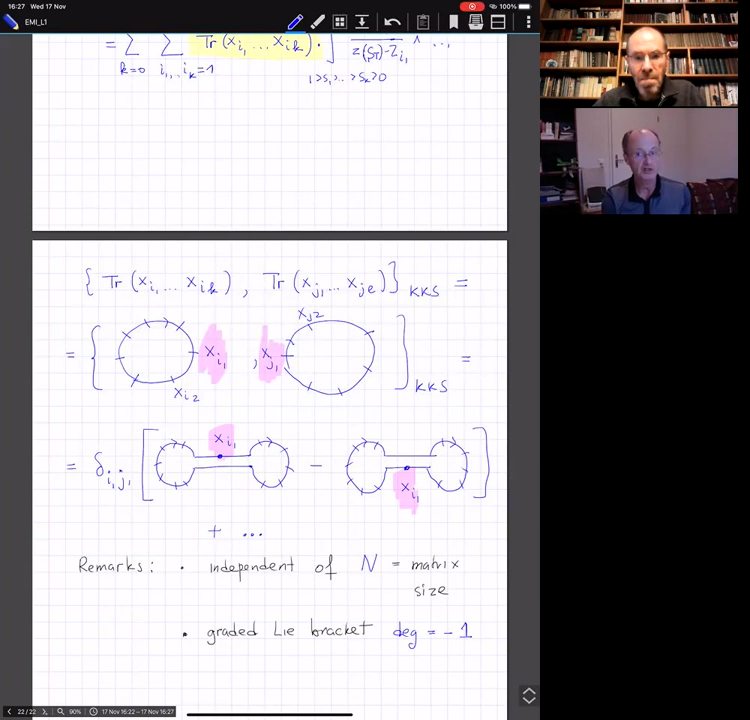 16:27 Wed 17 Nov
100%
EMI_L1
= Σ Σ Tr(x_{i_1} ... x_{i_k}) · ∫ / z(s_1) - z_{i_1} ∧ ...
k=0 i_1...i_k=1
1>s_1>...>s_k>0
{ Tr(x_{i_1} ... x_{i_k}) , Tr(x_{j_1} ... x_{j_l}) }_{KKS} =
= { x_{i_1} x_{i_2} , x_{j_1} x_{j_2} }_{KKS} =
= δ_{i_1 j_1} [ x_{i_1} - x_{i_1} ]
+ ...
Remarks : • independent of N = matrix
size
• graded Lie bracket deg = - 1
22 / 22 90% 17 Nov 16:22 – 17 Nov 16:27